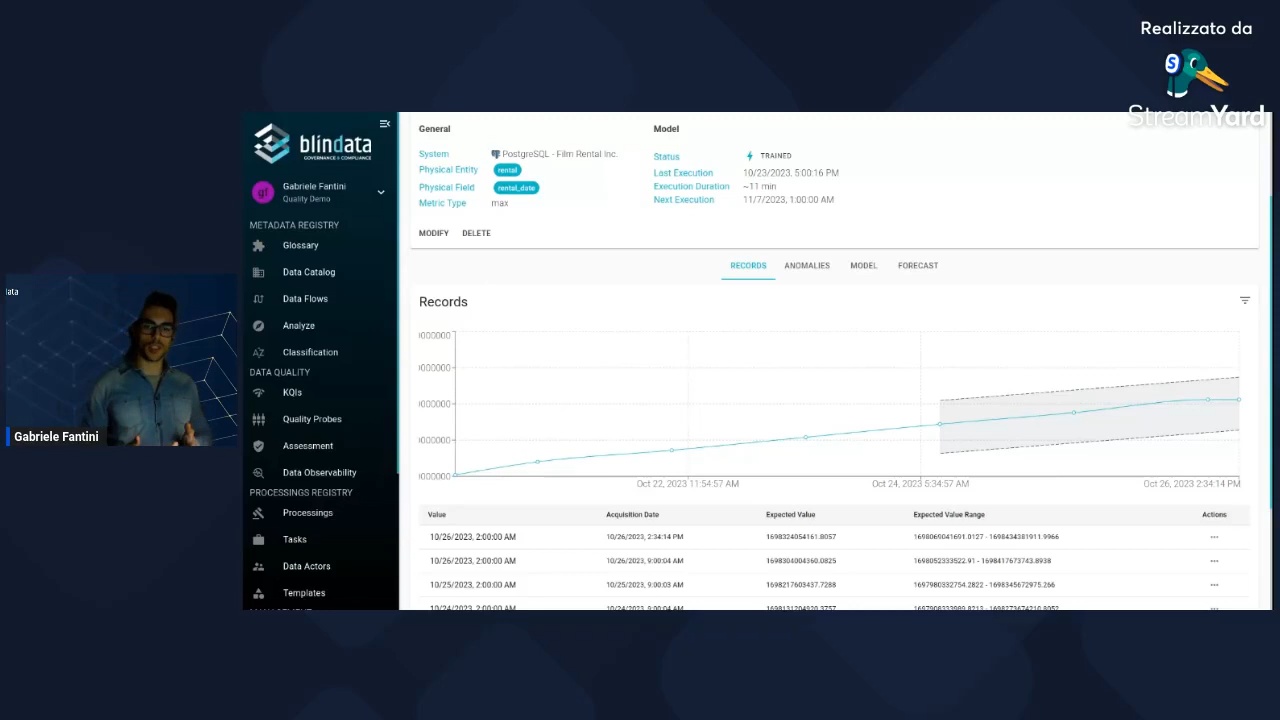 Realizzato da
S
StreamYard
blindata
GOVERNANCE & COMPLIANCE
gf
Gabriele Fantini
Quality Demo
METADATA REGISTRY
Glossary
Data Catalog
Data Flows
Analyze
Classification
DATA QUALITY
KQIs
Quality Probes
Assessment
Data Observability
PROCESSINGS REGISTRY
Processings
Tasks
Data Actors
Templates
General
System PostgreSQL - Film Rental Inc.
Physical Entity rental
Physical Field rental_date
Metric Type max
Model
Status TRAINED
Last Execution 10/23/2023, 5:00:16 PM
Execution Duration ~11 min
Next Execution 11/7/2023, 1:00:00 AM
MODIFY DELETE
RECORDS ANOMALIES MODEL FORECAST
Records
Oct 22, 2023 11:54:57 AM Oct 24, 2023 5:34:57 AM Oct 26, 2023 2:34:14 PM
Value Acquisition Date Expected Value Expected Value Range Actions
10/26/2023, 2:00:00 AM 10/26/2023, 2:34:14 PM 1698324054161.8057 1698069041691.0127 - 1698434381911.9966
10/26/2023, 2:00:00 AM 10/26/2023, 9:00:04 AM 1698304004360.0825 1698052333522.91 - 1698417673743.8938
10/25/2023, 2:00:00 AM 10/25/2023, 9:00:03 AM 1698217603437.7288 1697980332754.2822 - 1698345672975.266
data
Gabriele Fantini